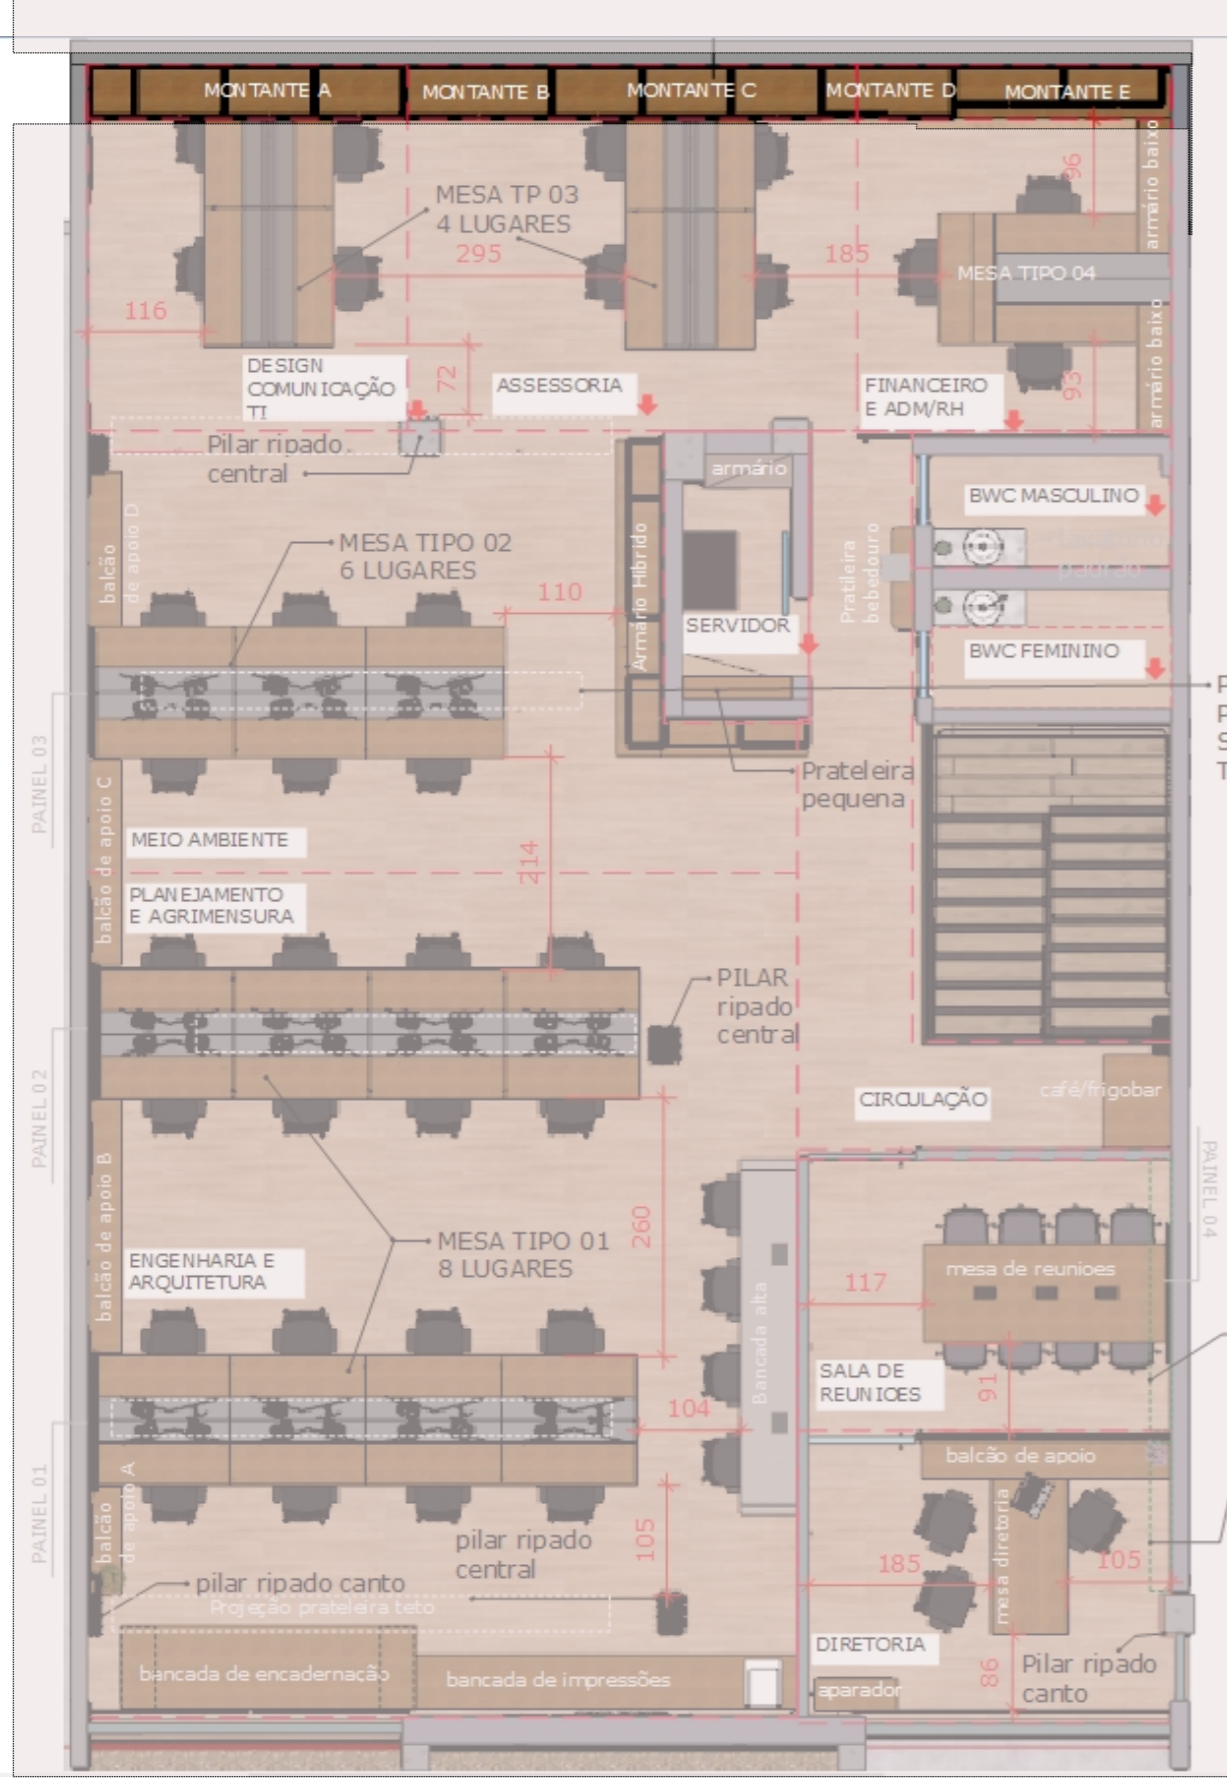 MONTANTE A
MONTANTE B
MONTANTE C
MONTANTE D
MONTANTE E
armário baixo
96
MESA TP 03
4 LUGARES
295
185
MESA TIPO 04
116
armário baixo
DESIGN
COMUNICAÇÃO
TI
72
ASSESSORIA
FINANCEIRO
E ADM/RH
93
Pilar ripado
central
armário
BWC MASCULINO
balcão
de apoio D
MESA TIPO 02
6 LUGARES
Armário Híbrido
Pratileira
bebedouro
padrão
110
SERVIDOR
BWC FEMININO
P
P
S
T
PAINEL 03
Prateleira
pequena
balcão de apoio C
MEIO AMBIENTE
214
PLANEJAMENTO
E AGRIMENSURA
PILAR
ripado
central
PAINEL 02
CIRCULAÇÃO
café/frigobar
PAINEL 04
balcão de apoio B
260
MESA TIPO 01
8 LUGARES
ENGENHARIA E
ARQUITETURA
mesa de reunioes
117
Bancada alta
SALA DE
REUNIOES
91
104
balcão de apoio
PAINEL 01
balcão
de apoio A
105
pilar ripado
central
mesa diretoria
185
105
pilar ripado canto
Projeção prateleira teto
DIRETORIA
86
Pilar ripado
canto
bancada de encadernação
bancada de impressões
aparador